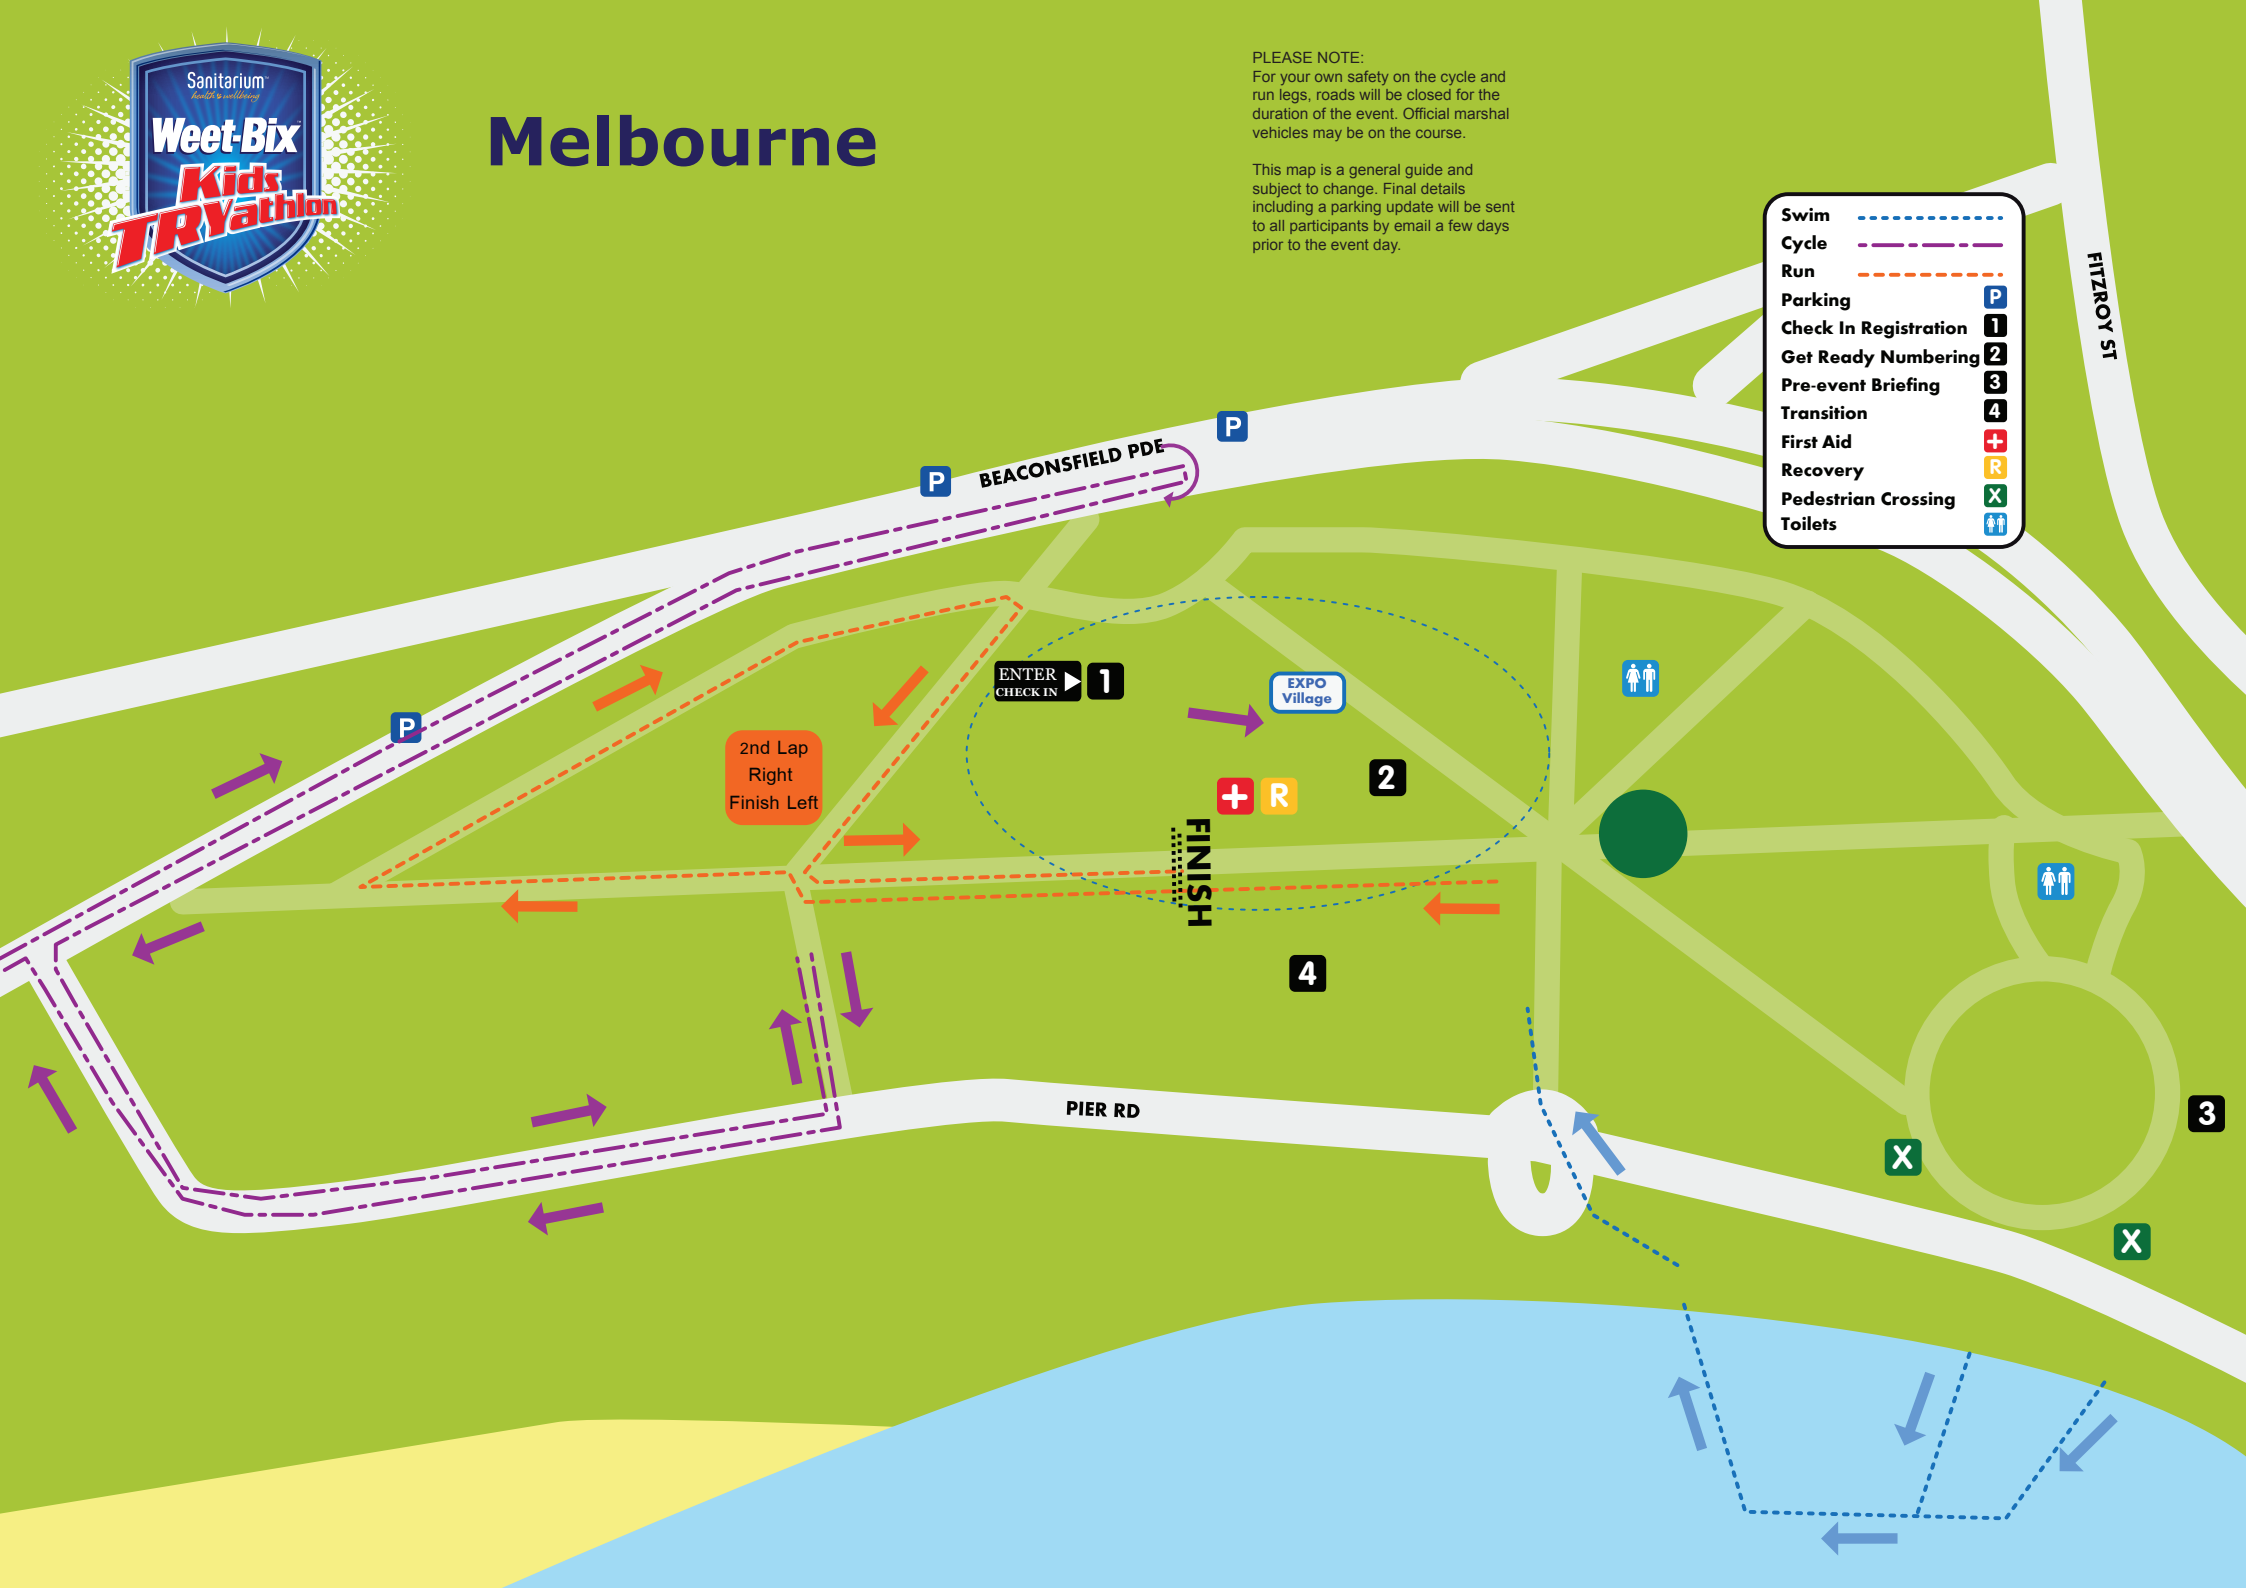 Sanitarium™
health & wellbeing
Weet-Bix™
Kids
TRYathlon
Melbourne
PLEASE NOTE:
For your own safety on the cycle and
run legs, roads will be closed for the
duration of the event. Official marshal
vehicles may be on the course.
This map is a general guide and
subject to change. Final details
including a parking update will be sent
to all participants by email a few days
prior to the event day.
Swim
Cycle
Run
Parking P
Check In Registration 1
Get Ready Numbering 2
Pre-event Briefing 3
Transition 4
First Aid
Recovery R
Pedestrian Crossing X
Toilets
FITZROY ST
P
BEACONSFIELD PDE
P
P
ENTER
CHECK IN
1
EXPO
Village
2nd Lap
Right
Finish Left
2
R
FINISH
4
PIER RD
3
X
X